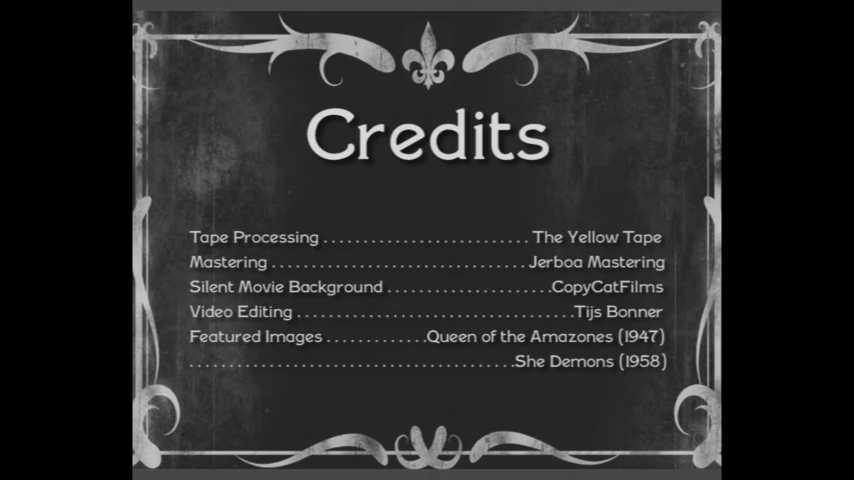 Credits
Tape Processing . . . . . . . . . . . . . . . . . . . . . . . . . . The Yellow Tape
Mastering . . . . . . . . . . . . . . . . . . . . . . . . . . . . . . . . Jerboa Mastering
Silent Movie Background . . . . . . . . . . . . . . . . . . . . . CopyCatFilms
Video Editing . . . . . . . . . . . . . . . . . . . . . . . . . . . . . . . . . . . Tijs Bonner
Featured Images . . . . . . . . . . . . . Queen of the Amazones (1947)
. . . . . . . . . . . . . . . . . . . . . . . . . . . . . . . . . . . . . . . . . She Demons (1958)